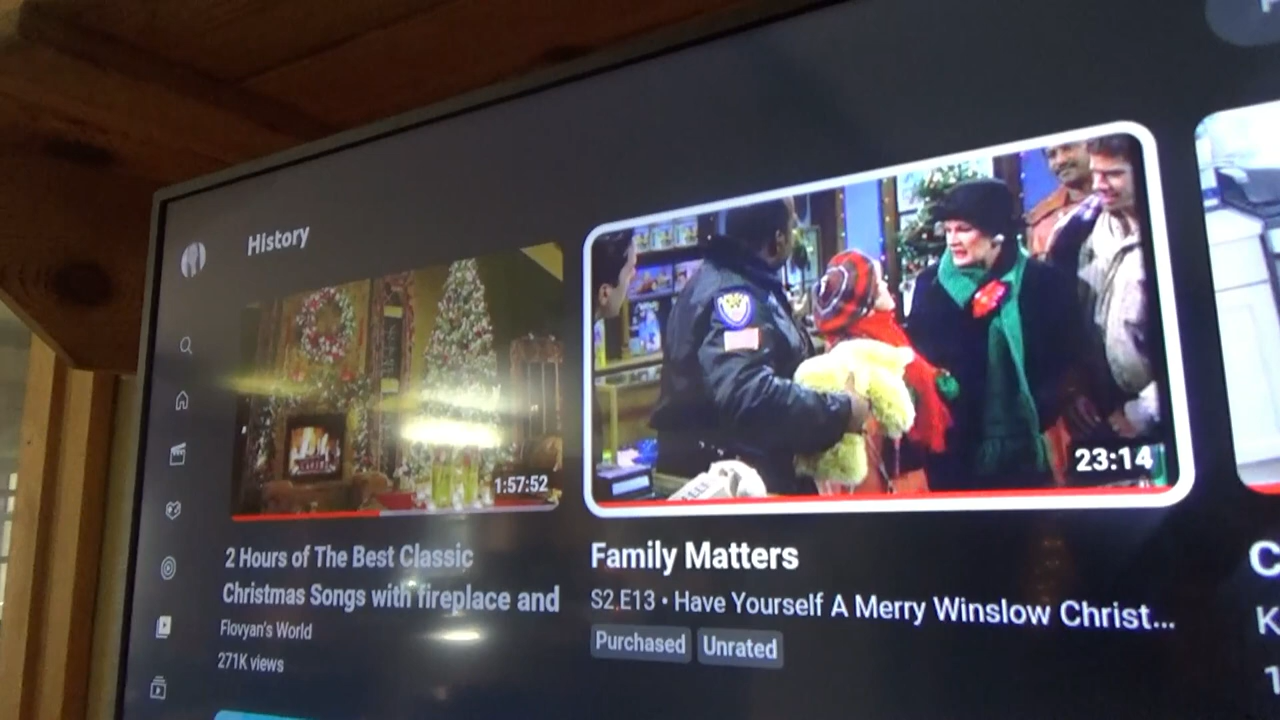 History
1:57:52
23:14
2 Hours of The Best Classic
Christmas Songs with fireplace and
Flovyan's World
271K views
Family Matters
S2,E13 • Have Yourself A Merry Winslow Christ...
Purchased
Unrated
C
K
1